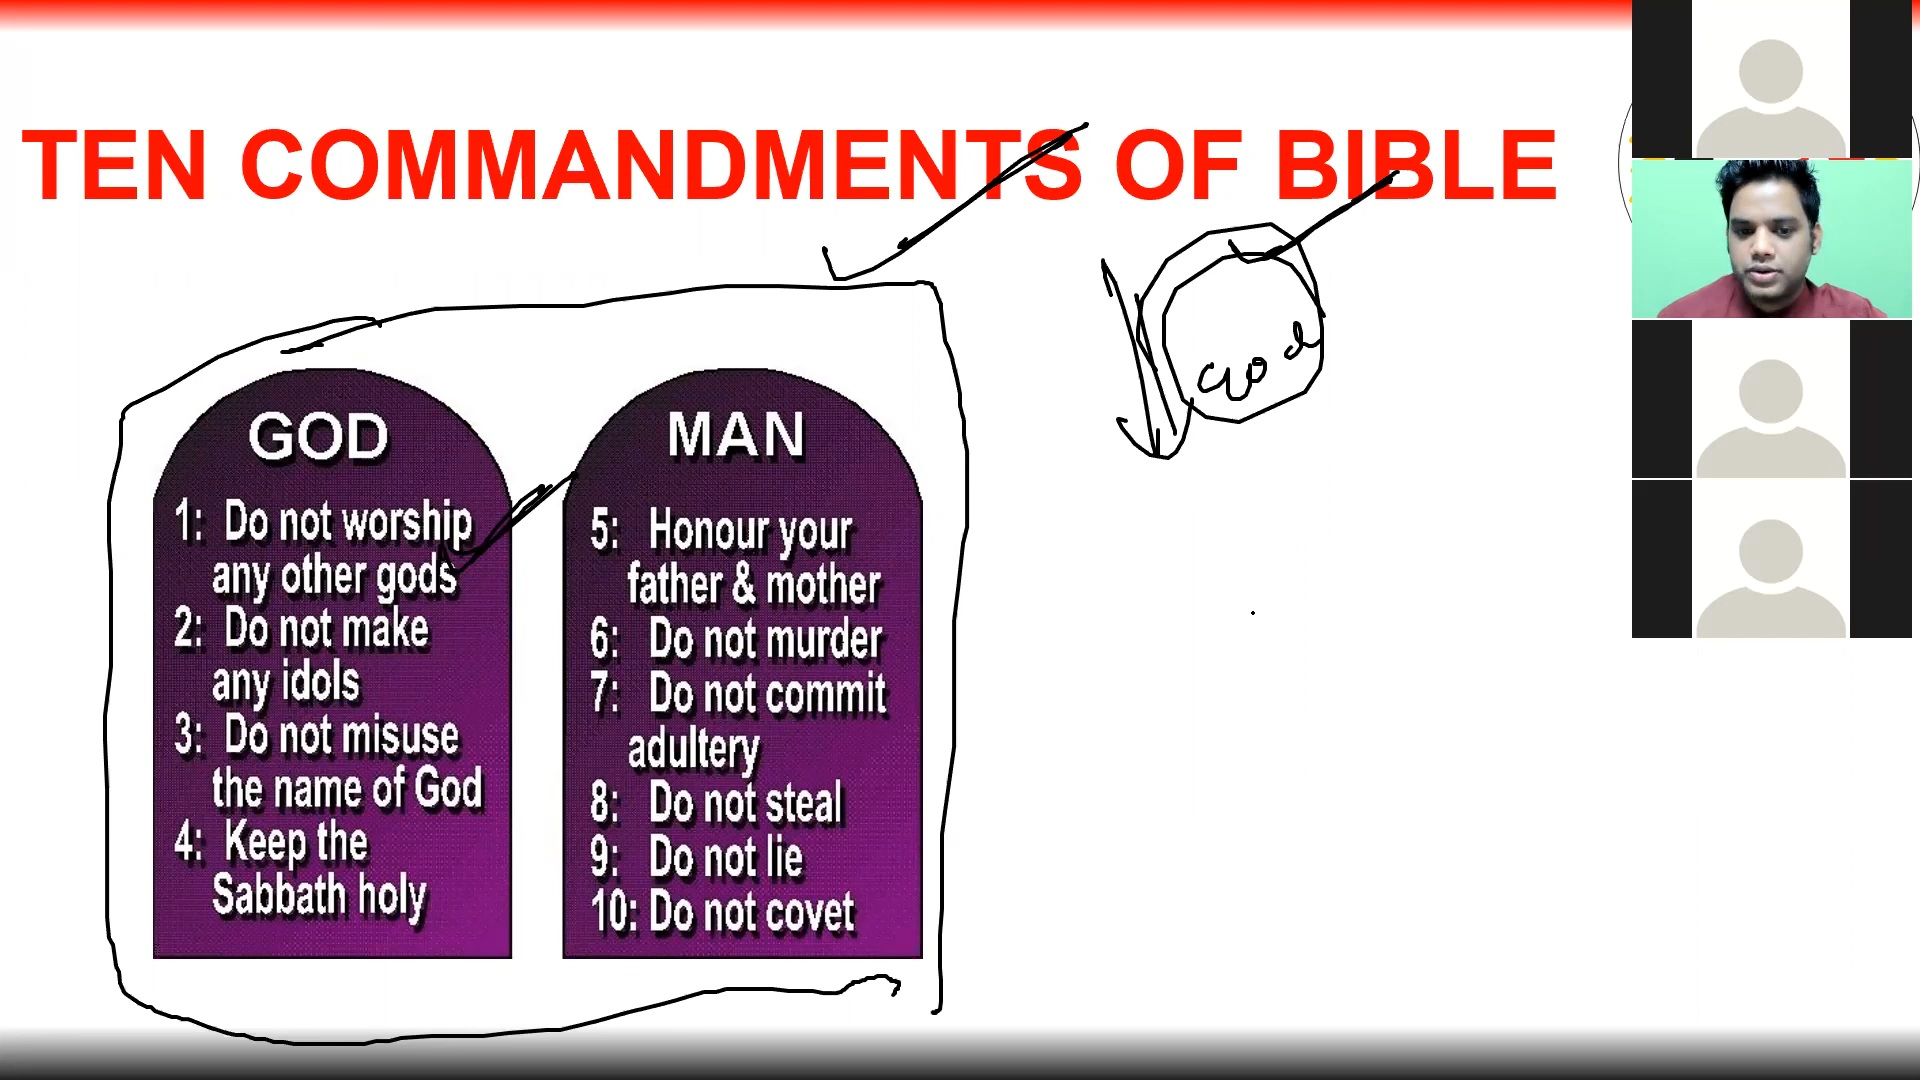 TEN COMMANDMENTS OF BIBLE
GOD
1: Do not worship
any other gods
2: Do not make
any idols
3: Do not misuse
the name of God
4: Keep the
Sabbath holy
MAN
5: Honour your
father & mother
6: Do not murder
7: Do not commit
adultery
8: Do not steal
9: Do not lie
10: Do not covet
God